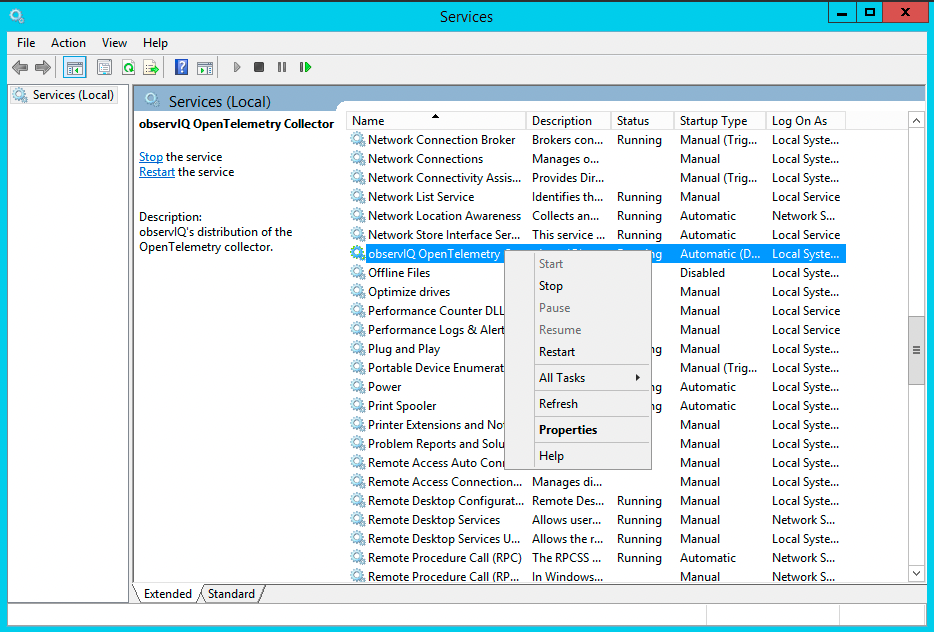 Services
File Action View Help
Services (Local)
Services (Local)
observIQ OpenTelemetry Collector
Stop the service
Restart the service
Description:
observIQ's distribution of the
OpenTelemetry collector.
Name Description Status Startup Type Log On As
Network Connection Broker Brokers con... Running Manual (Trig... Local Syste...
Network Connections Manages o... Manual Local Syste...
Network Connectivity Assis... Provides Dir... Manual (Trig... Local Syste...
Network List Service Identifies th... Running Manual Local Service
Network Location Awareness Collects an... Running Automatic Network S...
Network Store Interface Ser... This service ... Running Automatic Local Service
observIQ OpenTelemetry Automatic (D... Local Syste...
Offline Files Disabled Local Syste...
Optimize drives Manual Local Syste...
Performance Counter DLL Manual Local Service
Performance Logs & Alert Manual Local Service
Plug and Play Manual Local Syste...
Portable Device Enumerat Manual (Trig... Local Syste...
Power Automatic Local Syste...
Print Spooler Automatic Local Syste...
Printer Extensions and No Manual Local Syste...
Problem Reports and Solu Manual Local Syste...
Remote Access Auto Con Manual Local Syste...
Remote Access Connection... Manages di... Manual Local Syste...
Remote Desktop Configurat... Remote Des... Running Manual Local Syste...
Remote Desktop Services Allows user... Running Manual Network S...
Remote Desktop Services U... Allows the r... Running Manual Local Syste...
Remote Procedure Call (RPC) The RPCSS ... Running Automatic Network S...
Remote Procedure Call (RP... In Windows... Manual Network S...
Start
Stop
Pause
Resume
Restart
All Tasks
Refresh
Properties
Help
Extended Standard